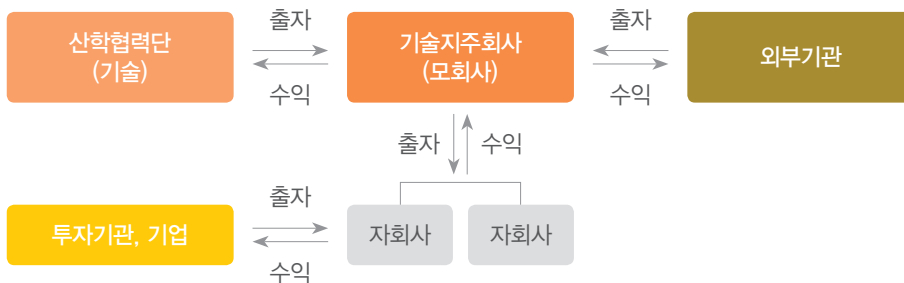 출자
출자
산학협력단
(기술)
기술지주회사
(모회사)
외부기관
수익
수익
출자
수익
출자
투자기관, 기업
자회사
자회사
수익